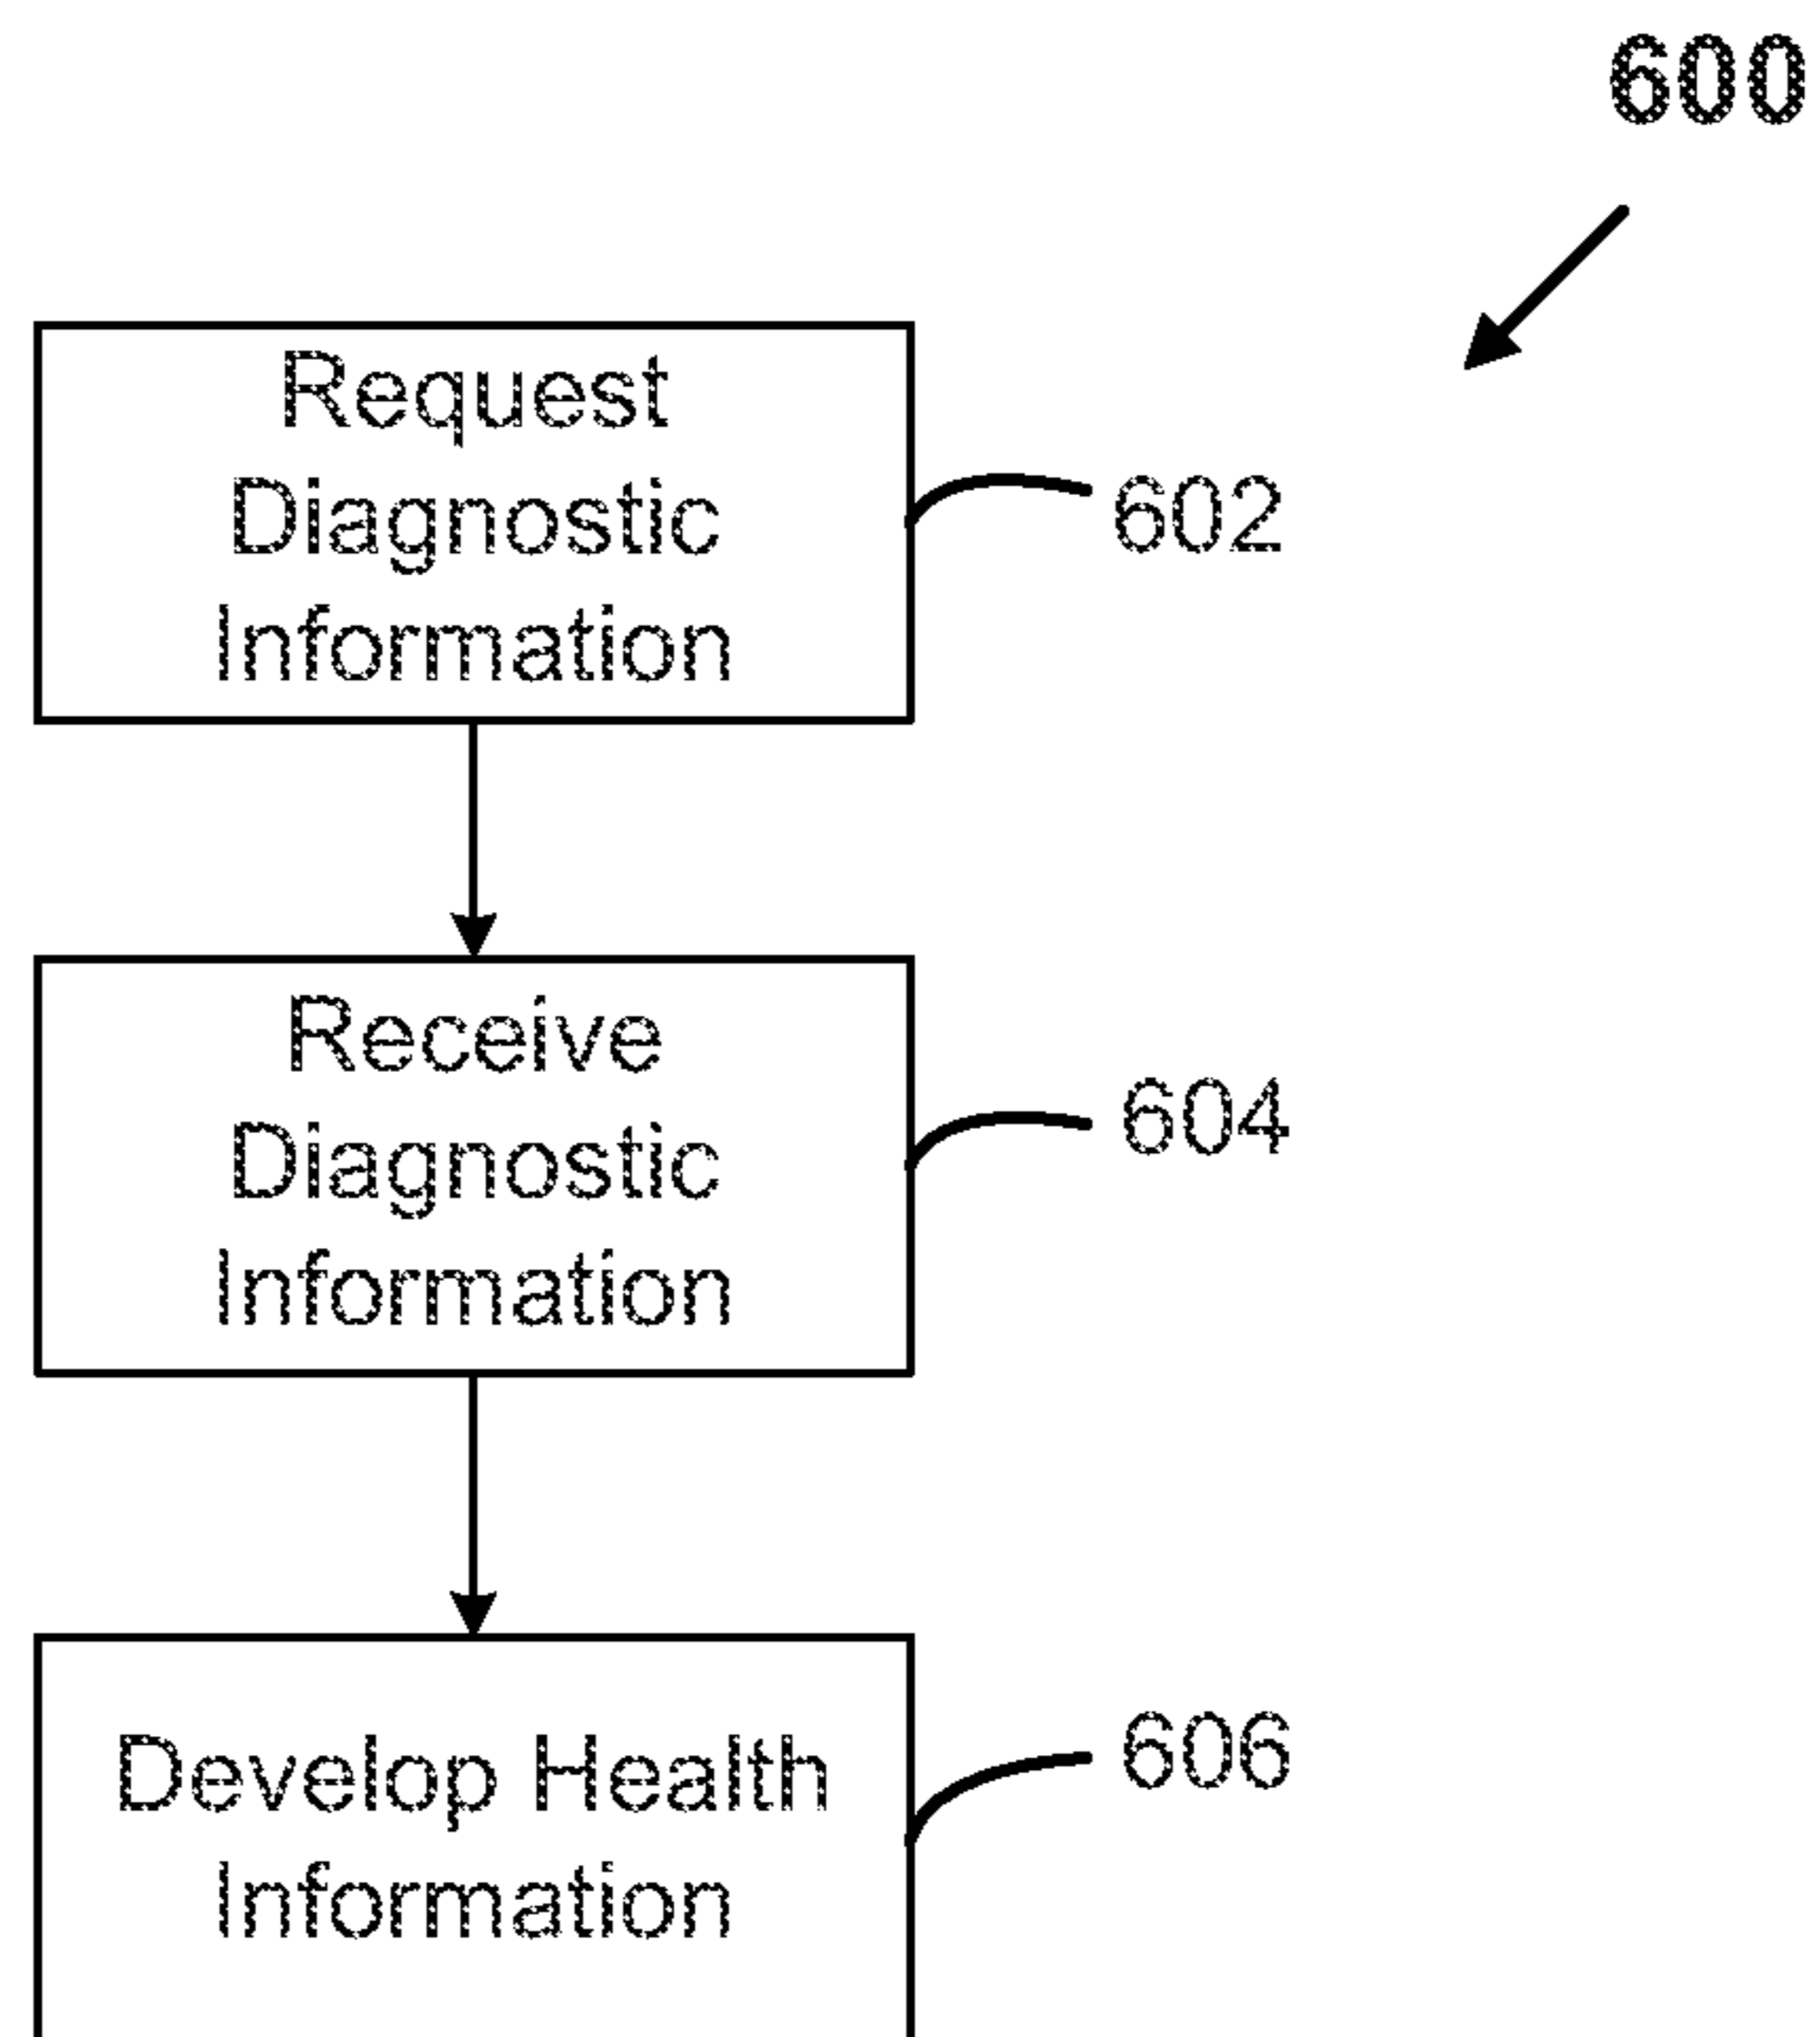 600
Request
Diagnostic
Information
602
Receive
Diagnostic
Information
604
Develop Health
Information
606